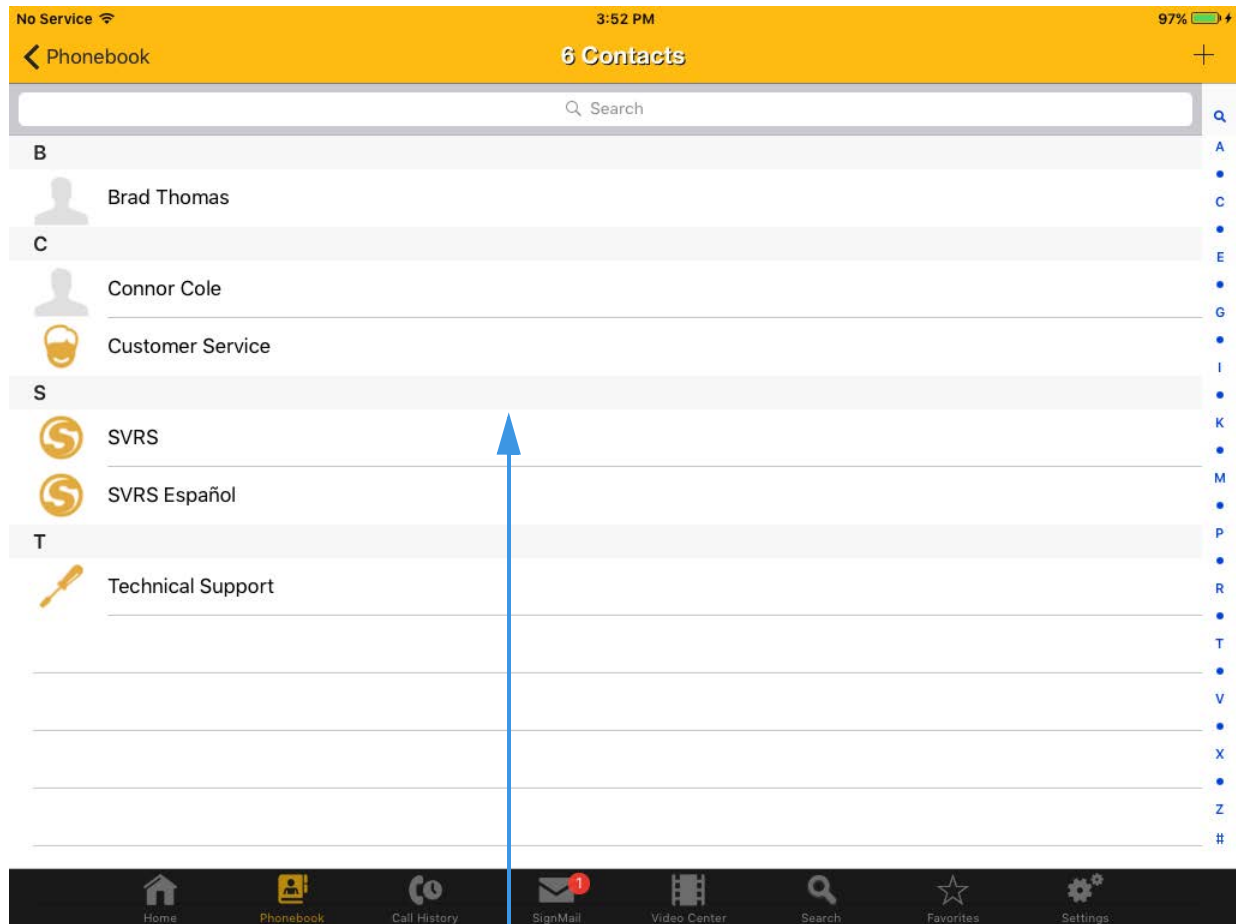 No Service 3:52 PM 97%
Phonebook 6 Contacts +
Search
B
Brad Thomas
C
Connor Cole
Customer Service
S
SVRS
SVRS Español
T
Technical Support
A
C
E
G
I
K
M
P
R
T
V
X
Z
#
1
Home Phonebook Call History SignMail Video Center Search Favorites Settings